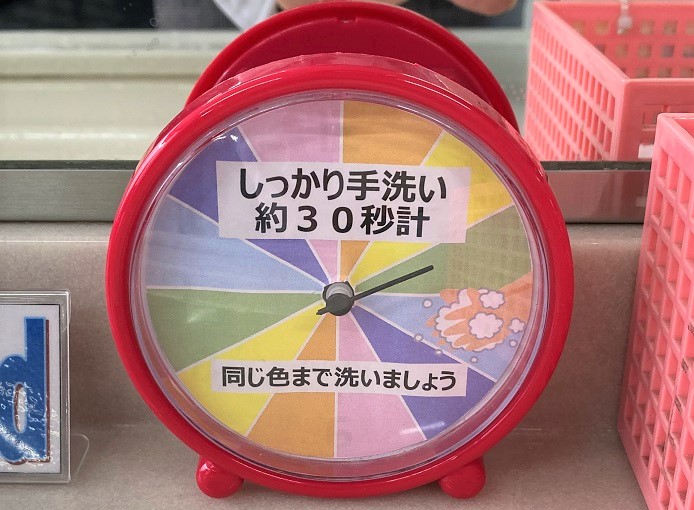 しっかり手洗い
約３０秒計
同じ色まで洗いましょう